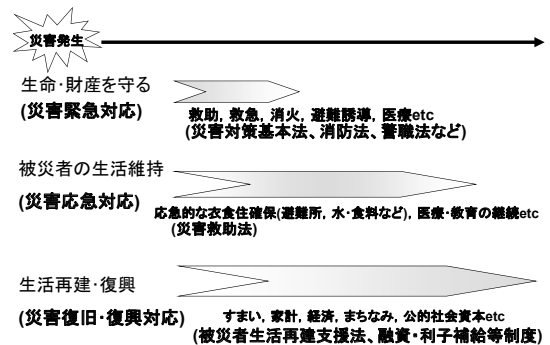 災害発生
生命・財産を守る
(災害緊急対応)
救助, 救急, 消火, 避難誘導, 医療etc
(災害対策基本法、消防法、警職法など)
被災者の生活維持
(災害応急対応)
応急的な衣食住確保(避難所, 水・食料など), 医療・教育の継続etc
(災害救助法)
生活再建・復興
(災害復旧・復興対応)
すまい, 家計, 経済, まちなみ, 公的社会資本etc
(被災者生活再建支援法、融資・利子補給等制度)